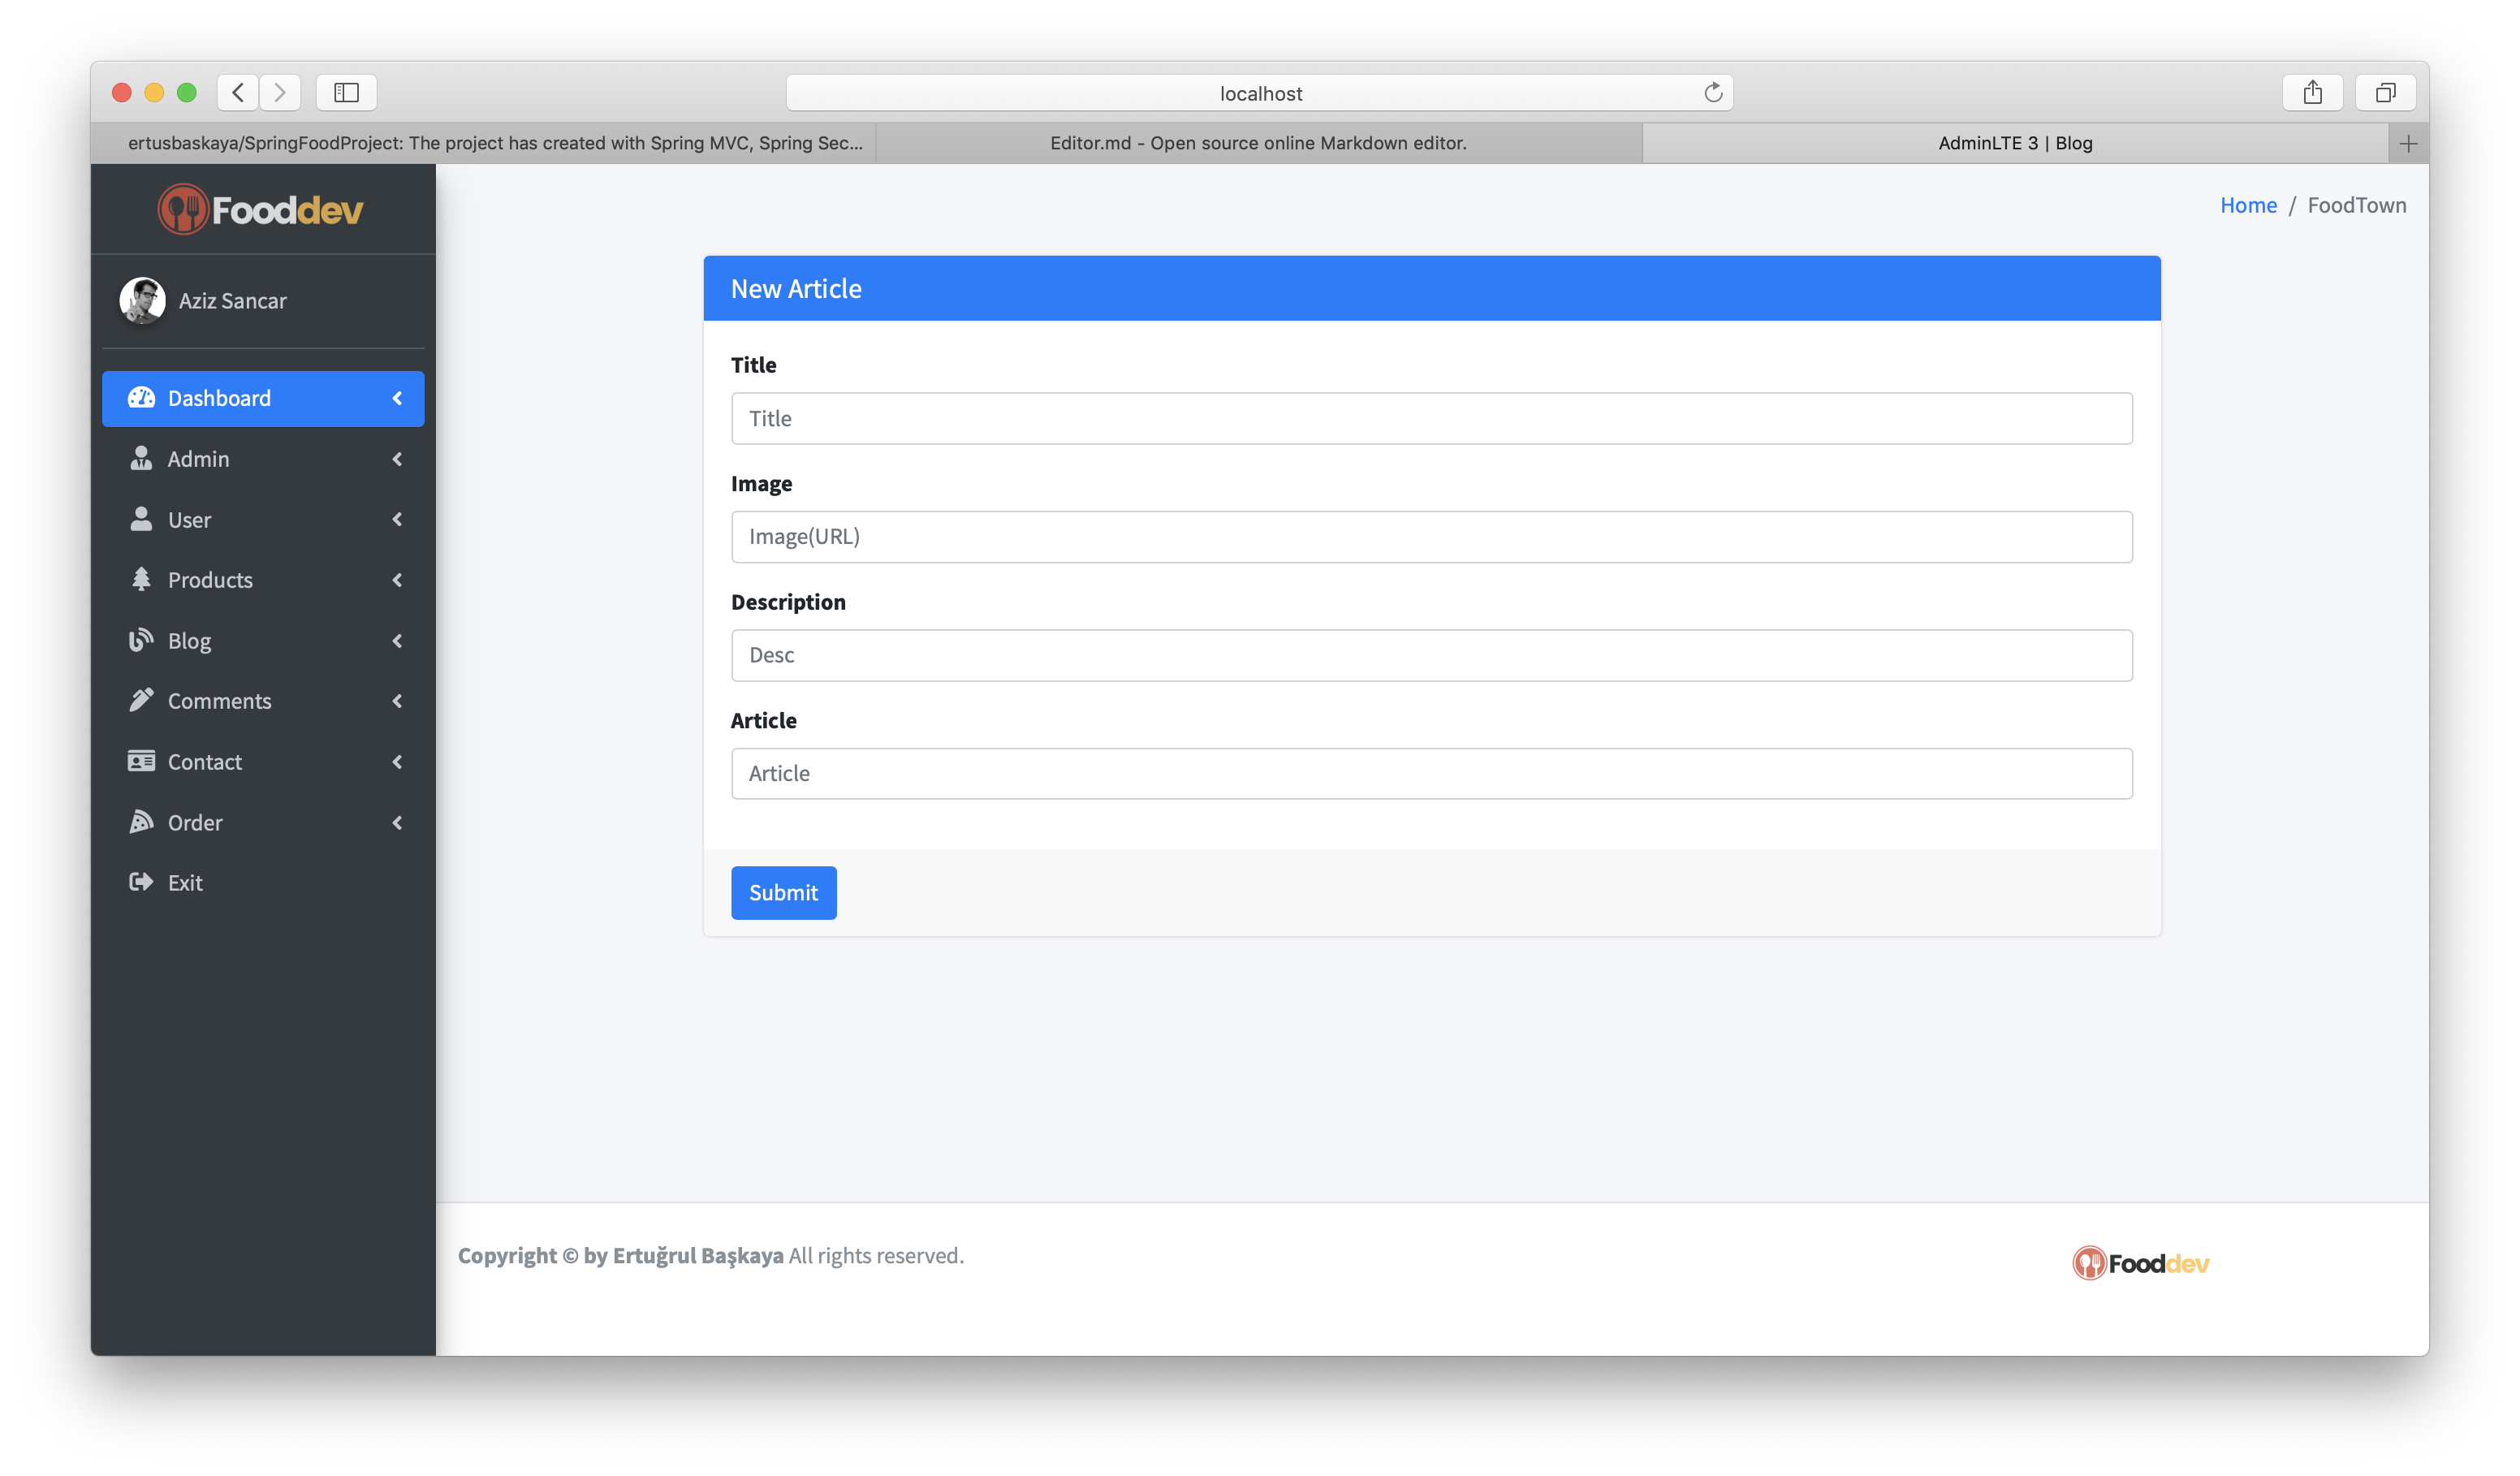 localhost
ertusbaskaya/SpringFoodProject: The project has created with Spring MVC, Spring Sec...
Editor.md - Open source online Markdown editor.
AdminLTE 3 | Blog
Fooddev
Aziz Sancar
Dashboard
Admin
User
Products
Blog
Comments
Contact
Order
Exit
Home / FoodTown
New Article
Title
Title
Image
Image(URL)
Description
Desc
Article
Article
Submit
Copyright © by Ertuğrul Başkaya All rights reserved.
Fooddev